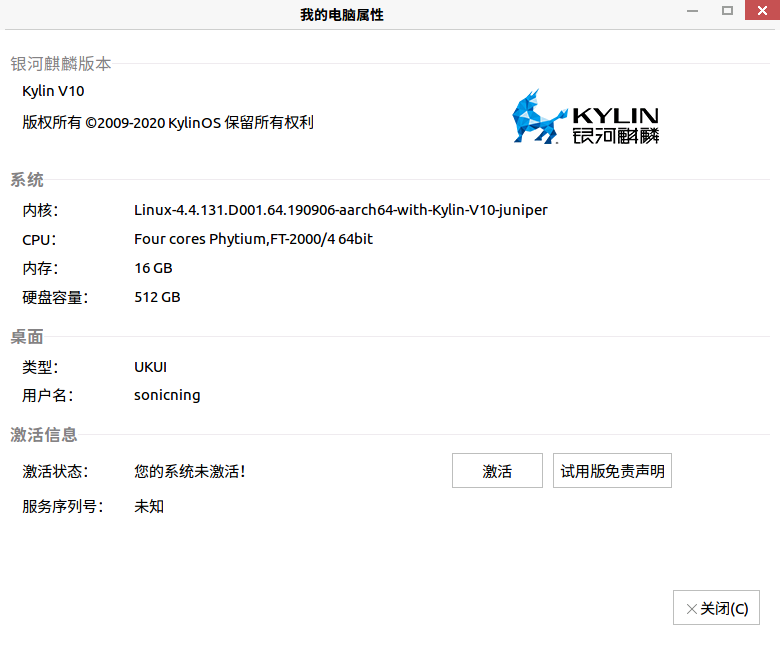 我的电脑属性
银河麒麟版本
Kylin V10
版权所有 ©2009-2020 KylinOS 保留所有权利
KYLIN
银河麒麟
系统
内核： Linux-4.4.131.D001.64.190906-aarch64-with-Kylin-V10-juniper
CPU： Four cores Phytium,FT-2000/4 64bit
内存： 16 GB
硬盘容量： 512 GB
桌面
类型： UKUI
用户名： sonicning
激活信息
激活状态： 您的系统未激活！ 激活 试用版免责声明
服务序列号： 未知
关闭(C)